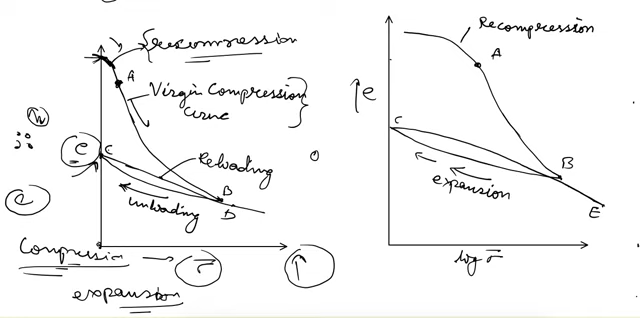 recompression
A
Virgin Compression
Curve
e
C
Reloading
B
D
unloading
e
Compression → σ̄ ↑
expansion
Recompression
A
↑e
C
B
expansion
E
log σ̄